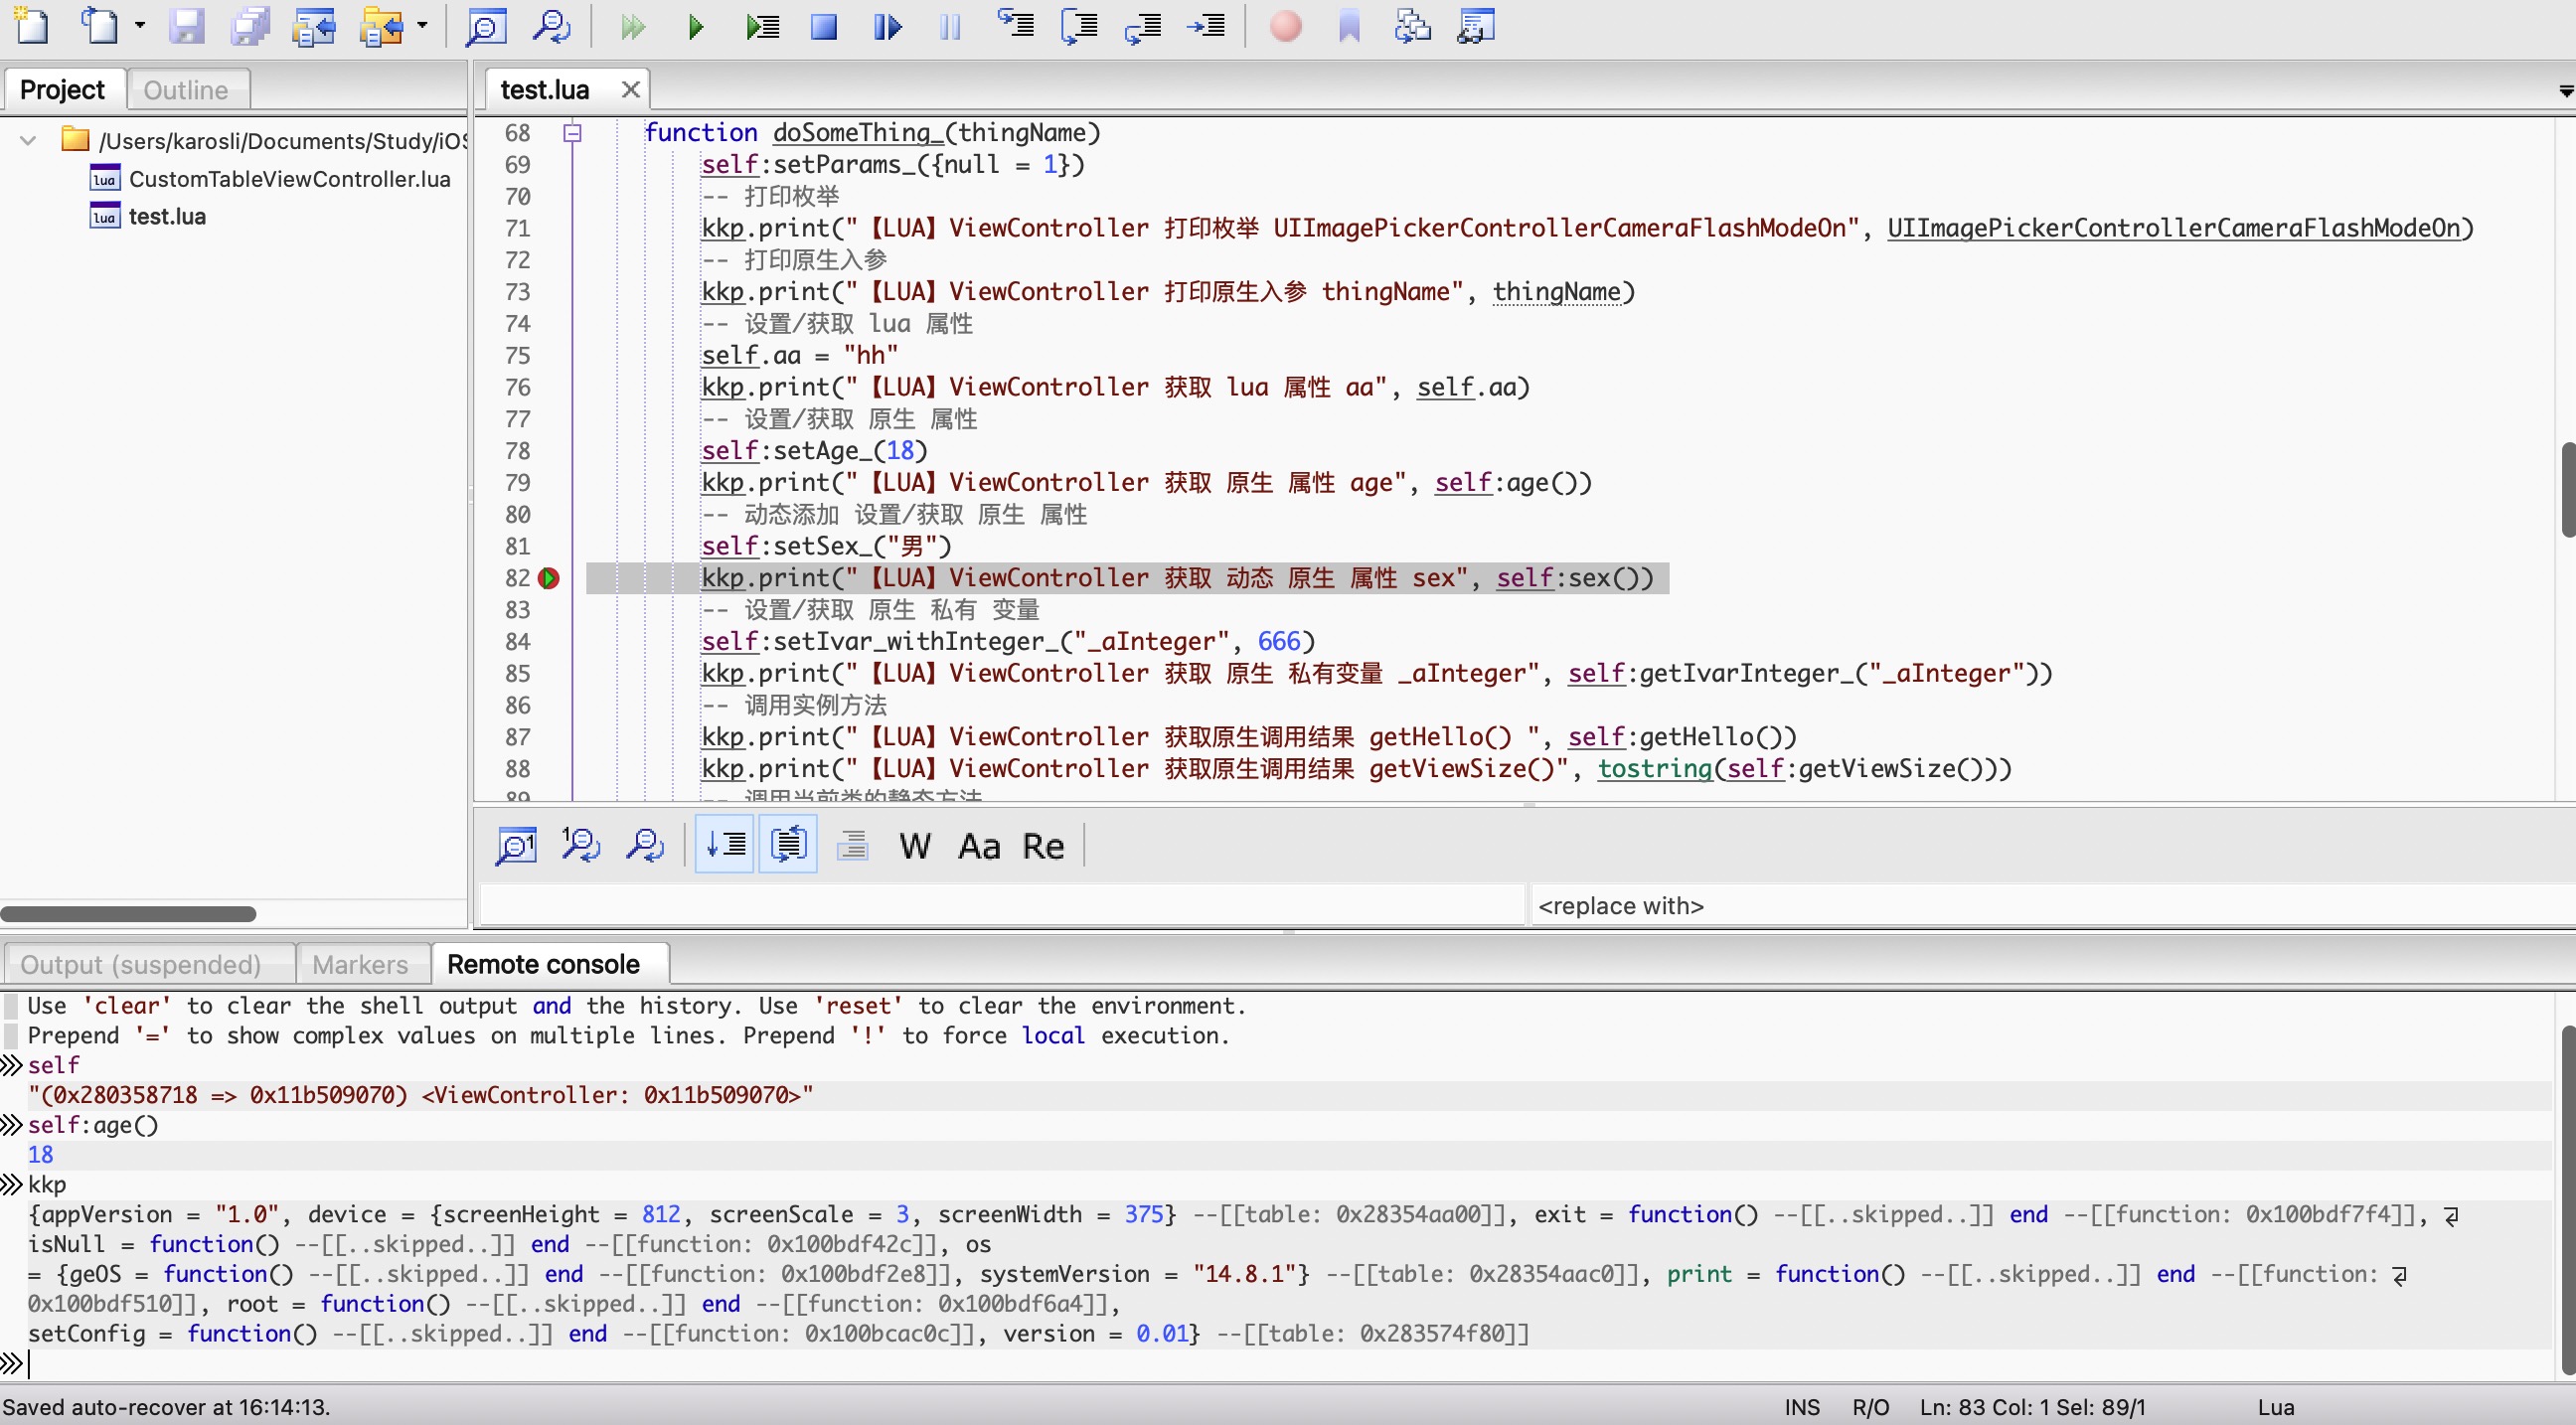 Project
Outline
/Users/karosli/Documents/Study/iOS
CustomTableViewController.lua
test.lua
test.lua
68 function doSomeThing_(thingName)
69 self:setParams_({null = 1})
70 -- 打印枚举
71 kkp.print("【LUA】ViewController 打印枚举 UIImagePickerControllerCameraFlashModeOn", UIImagePickerControllerCameraFlashModeOn)
72 -- 打印原生入参
73 kkp.print("【LUA】ViewController 打印原生入参 thingName", thingName)
74 -- 设置/获取 lua 属性
75 self.aa = "hh"
76 kkp.print("【LUA】ViewController 获取 lua 属性 aa", self.aa)
77 -- 设置/获取 原生 属性
78 self:setAge_(18)
79 kkp.print("【LUA】ViewController 获取 原生 属性 age", self:age())
80 -- 动态添加 设置/获取 原生 属性
81 self:setSex_("男")
82 kkp.print("【LUA】ViewController 获取 动态 原生 属性 sex", self:sex())
83 -- 设置/获取 原生 私有 变量
84 self:setIvar_withInteger_("_aInteger", 666)
85 kkp.print("【LUA】ViewController 获取 原生 私有变量 _aInteger", self:getIvarInteger_("_aInteger"))
86 -- 调用实例方法
87 kkp.print("【LUA】ViewController 获取原生调用结果 getHello() ", self:getHello())
88 kkp.print("【LUA】ViewController 获取原生调用结果 getViewSize()", tostring(self:getViewSize()))
89 -- 调用当前类的静态方法
W Aa Re
<replace with>
Output (suspended)
Markers
Remote console
Use 'clear' to clear the shell output and the history. Use 'reset' to clear the environment.
Prepend '=' to show complex values on multiple lines. Prepend '!' to force local execution.
self
"(0x280358718 => 0x11b509070) <ViewController: 0x11b509070>"
self:age()
18
kkp
{appVersion = "1.0", device = {screenHeight = 812, screenScale = 3, screenWidth = 375} --[[table: 0x28354aa00]], exit = function() --[[..skipped..]] end --[[function: 0x100bdf7f4]],
isNull = function() --[[..skipped..]] end --[[function: 0x100bdf42c]], os
= {geOS = function() --[[..skipped..]] end --[[function: 0x100bdf2e8]], systemVersion = "14.8.1"} --[[table: 0x28354aac0]], print = function() --[[..skipped..]] end --[[function:
0x100bdf510]], root = function() --[[..skipped..]] end --[[function: 0x100bdf6a4]],
setConfig = function() --[[..skipped..]] end --[[function: 0x100bcac0c]], version = 0.01} --[[table: 0x283574f80]]
Saved auto-recover at 16:14:13.
INS R/O Ln: 83 Col: 1 Sel: 89/1 Lua